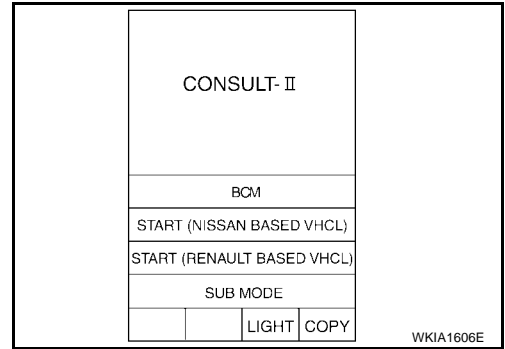 CONSULT-II
BCM
START (NISSAN BASED VHCL)
START (RENAULT BASED VHCL)
SUB MODE
LIGHT COPY
WKIA1606E